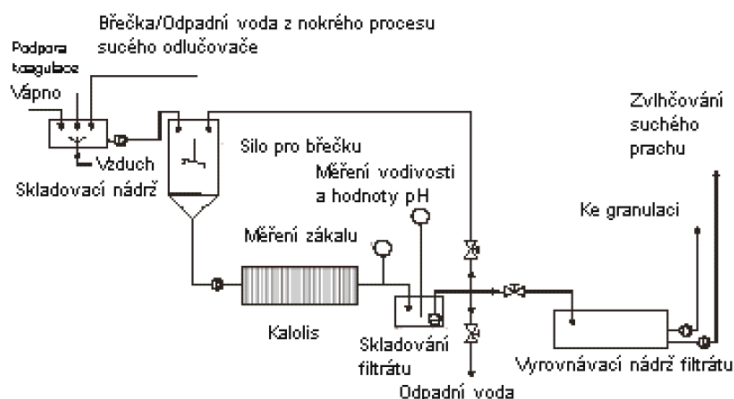 Břečka/Odpadní voda z nokrého procesu
sucého odlučovače
Podpora
koagulace
Vápno
Vzduch
Skladovací nádrž
Silo pro břečku
Měření vodivosti
a hodnoty pH
Měření zákalu
Kalolis
Skladování
filtrátu
Odpadní voda
Zvlhčování
suchého
prachu
Ke granulaci
Vyrovnávací nádrž filtrátu